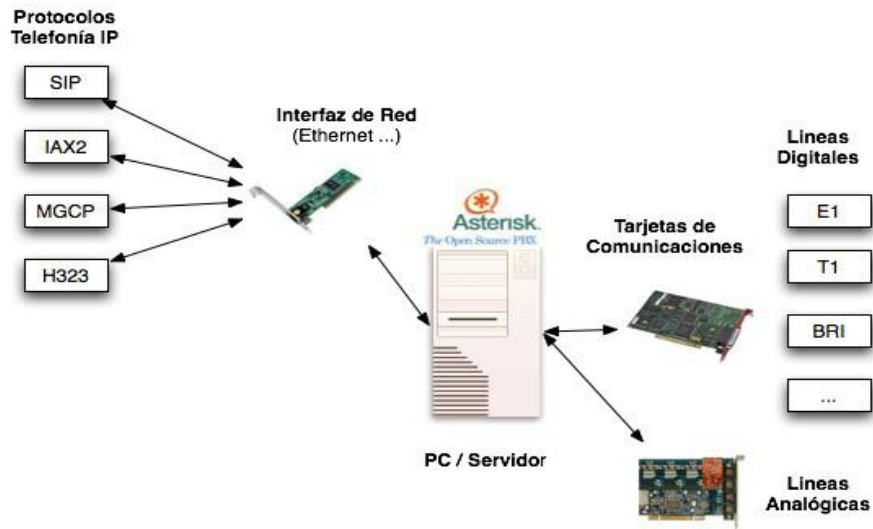 Protocolos
Telefonía IP
SIP
IAX2
MGCP
H323
Interfaz de Red
(Ethernet ...)
Asterisk.
The Open Source PBX
PC / Servidor
Tarjetas de
Comunicaciones
Lineas
Digitales
E1
T1
BRI
...
Lineas
Analógicas